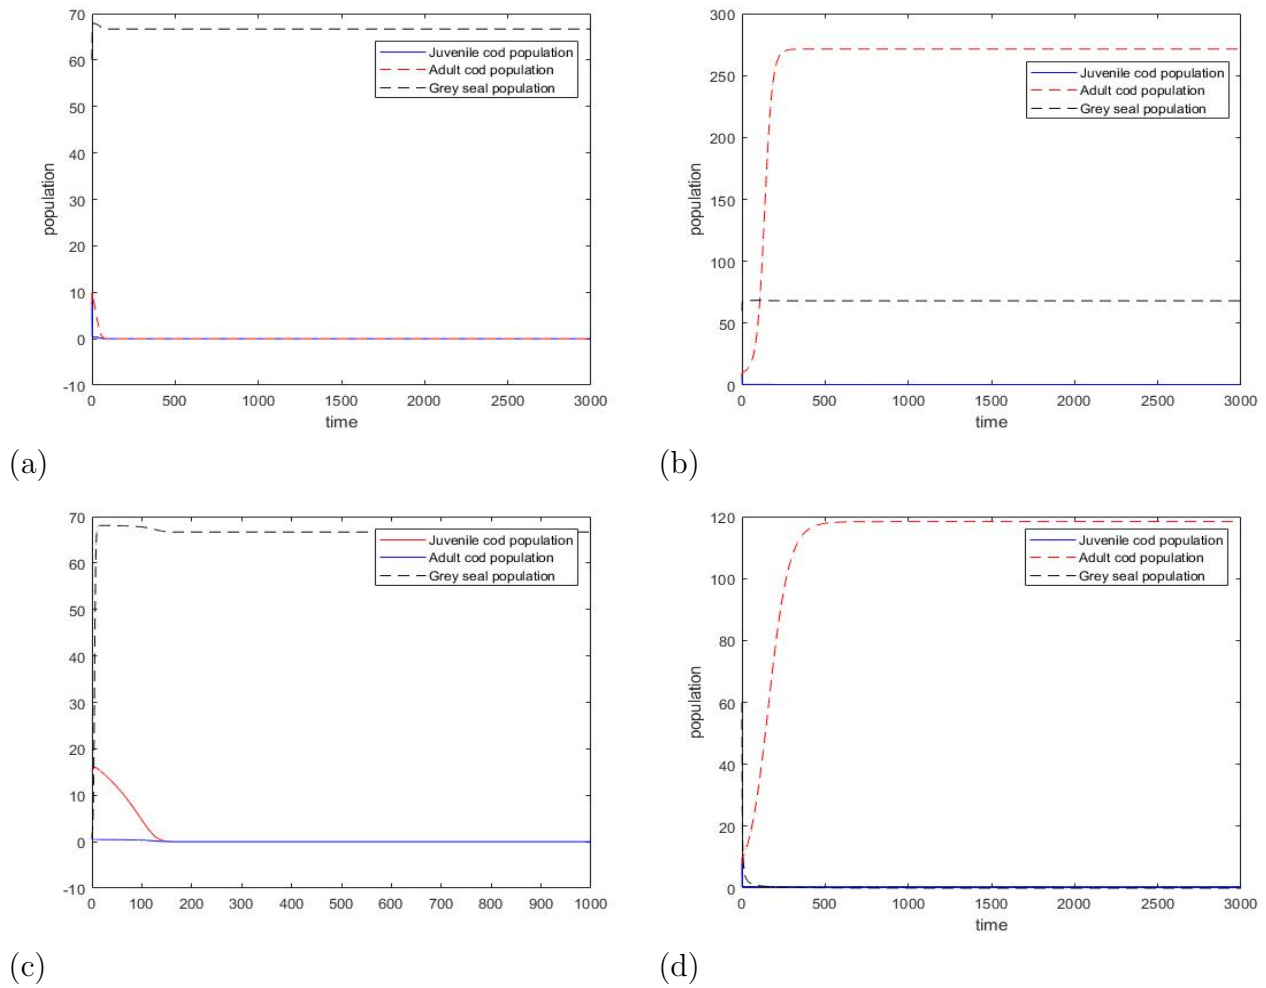 70
60
50
40
30
20
10
0
-10
population
Juvenile cod population
Adult cod population
Grey seal population
0 500 1000 1500 2000 2500 3000
time
(a)
300
250
200
150
100
50
0
population
Juvenile cod population
Adult cod population
Grey seal population
0 500 1000 1500 2000 2500 3000
time
(b)
70
60
50
40
30
20
10
0
-10
Juvenile cod population
Adult cod population
Grey seal population
0 100 200 300 400 500 600 700 800 900 1000
(c)
120
100
80
60
40
20
0
population
Juvenile cod population
Adult cod population
Grey seal population
0 500 1000 1500 2000 2500 3000
time
(d)